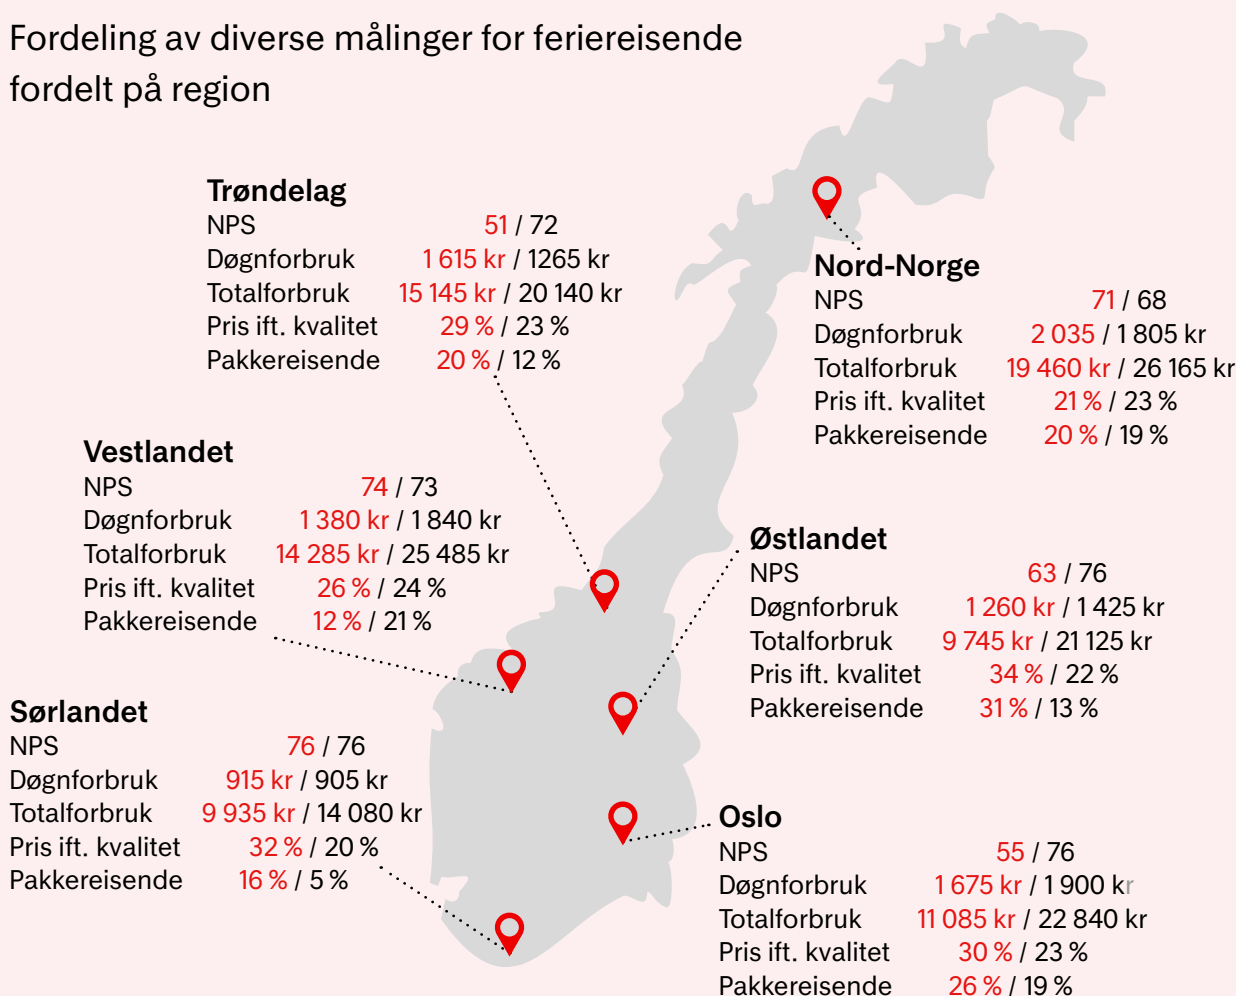 Fordeling av diverse målinger for feriereisende
fordelt på region
Trøndelag
NPS 51 / 72
Døgnforbruk 1 615 kr / 1265 kr
Totalforbruk 15 145 kr / 20 140 kr
Pris ift. kvalitet 29 % / 23 %
Pakkereisende 20 % / 12 %
Nord-Norge
NPS 71 / 68
Døgnforbruk 2 035 / 1 805 kr
Totalforbruk 19 460 kr / 26 165 kr
Pris ift. kvalitet 21 % / 23 %
Pakkereisende 20 % / 19 %
Vestlandet
NPS 74 / 73
Døgnforbruk 1 380 kr / 1 840 kr
Totalforbruk 14 285 kr / 25 485 kr
Pris ift. kvalitet 26 % / 24 %
Pakkereisende 12 % / 21 %
Østlandet
NPS 63 / 76
Døgnforbruk 1 260 kr / 1 425 kr
Totalforbruk 9 745 kr / 21 125 kr
Pris ift. kvalitet 34 % / 22 %
Pakkereisende 31 % / 13 %
Sørlandet
NPS 76 / 76
Døgnforbruk 915 kr / 905 kr
Totalforbruk 9 935 kr / 14 080 kr
Pris ift. kvalitet 32 % / 20 %
Pakkereisende 16 % / 5 %
Oslo
NPS 55 / 76
Døgnforbruk 1 675 kr / 1 900 kr
Totalforbruk 11 085 kr / 22 840 kr
Pris ift. kvalitet 30 % / 23 %
Pakkereisende 26 % / 19 %